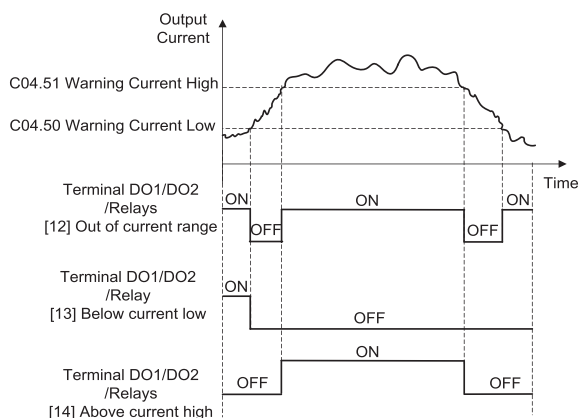 Output
Current
C04.51 Warning Current High
C04.50 Warning Current Low
Time
Terminal DO1/DO2
/Relays
[12] Out of current range
ON
OFF
ON
OFF
ON
Terminal DO1/DO2
/Relay
[13] Below current low
ON
OFF
Terminal DO1/DO2
/Relays
[14] Above current high
OFF
ON
OFF